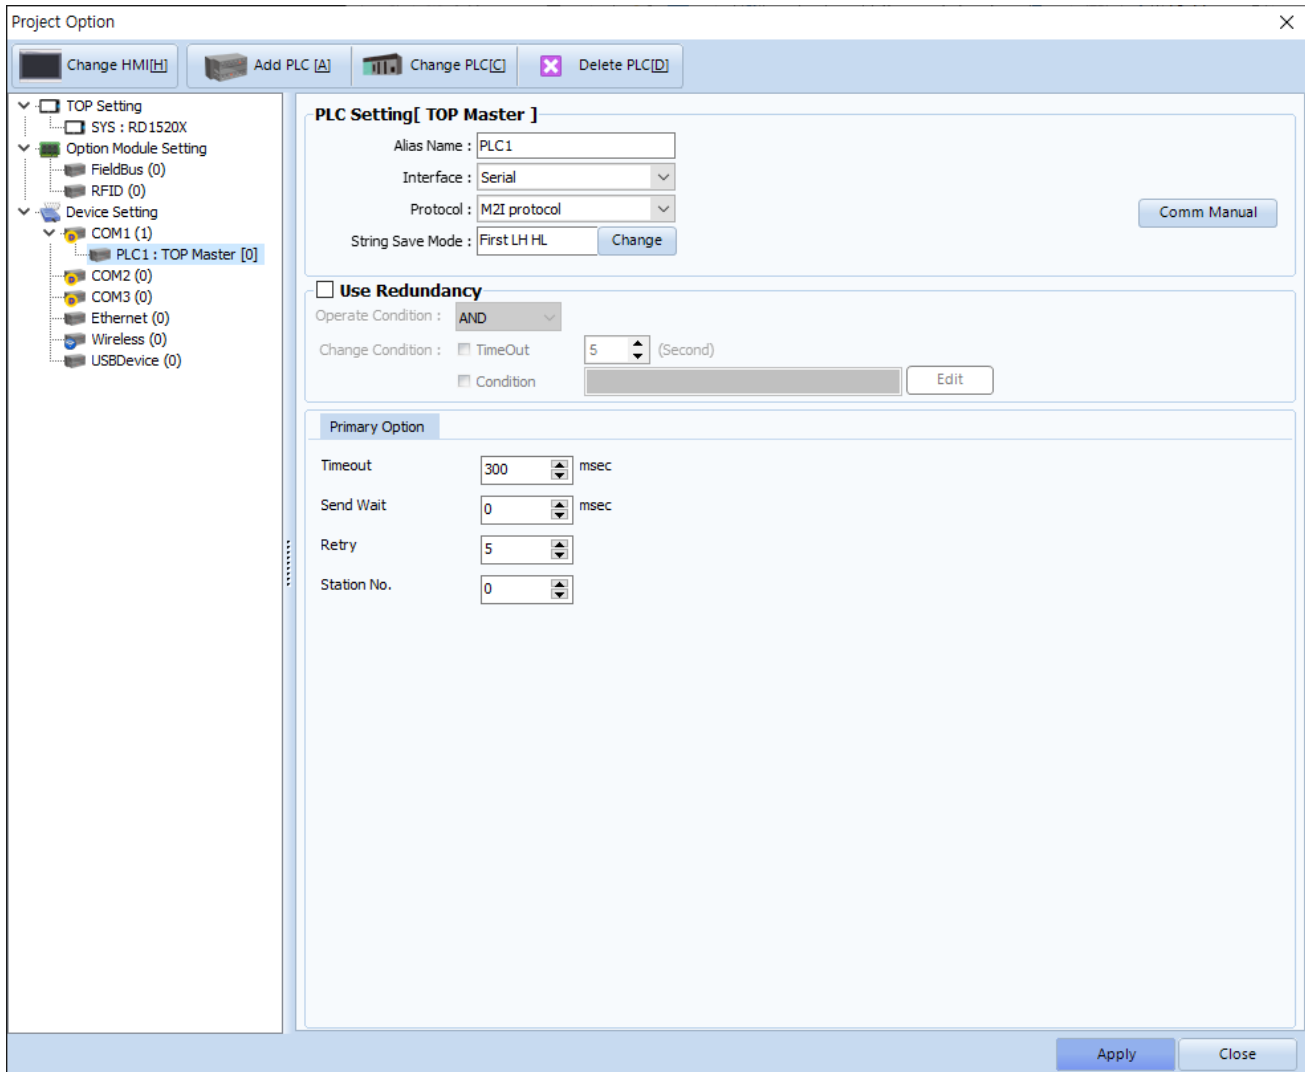 Project Option
Change HMI[H] Add PLC [A] Change PLC[C] Delete PLC[D]
TOP Setting
SYS : RD1520X
Option Module Setting
FieldBus (0)
RFID (0)
Device Setting
COM1 (1)
PLC1 : TOP Master [0]
COM2 (0)
COM3 (0)
Ethernet (0)
Wireless (0)
USBDevice (0)
PLC Setting[ TOP Master ]
Alias Name : PLC1
Interface : Serial
Protocol : M2I protocol
Comm Manual
String Save Mode : First LH HL Change
Use Redundancy
Operate Condition : AND
Change Condition : TimeOut 5 (Second)
Condition Edit
Primary Option
Timeout 300 msec
Send Wait 0 msec
Retry 5
Station No. 0
Apply Close